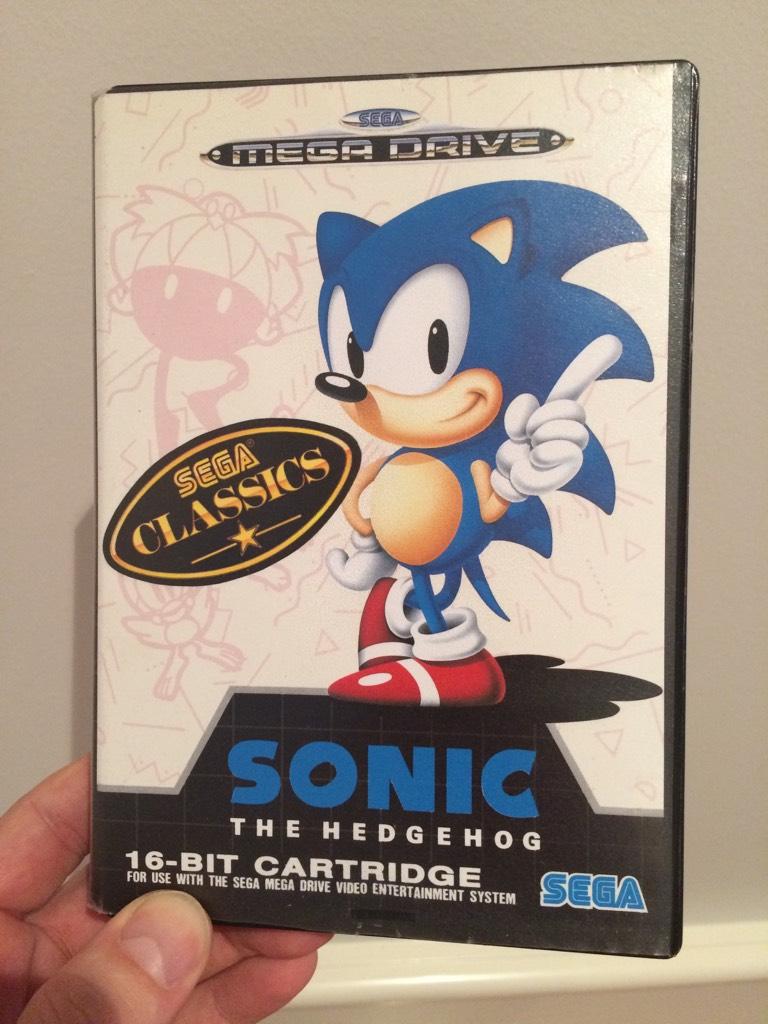 SEGA
MEGA DRIVE
SEGA®
CLASSICS
SONIC
THE HEDGEHOG
16-BIT CARTRIDGE
FOR USE WITH THE SEGA MEGA DRIVE VIDEO ENTERTAINMENT SYSTEM
SEGA